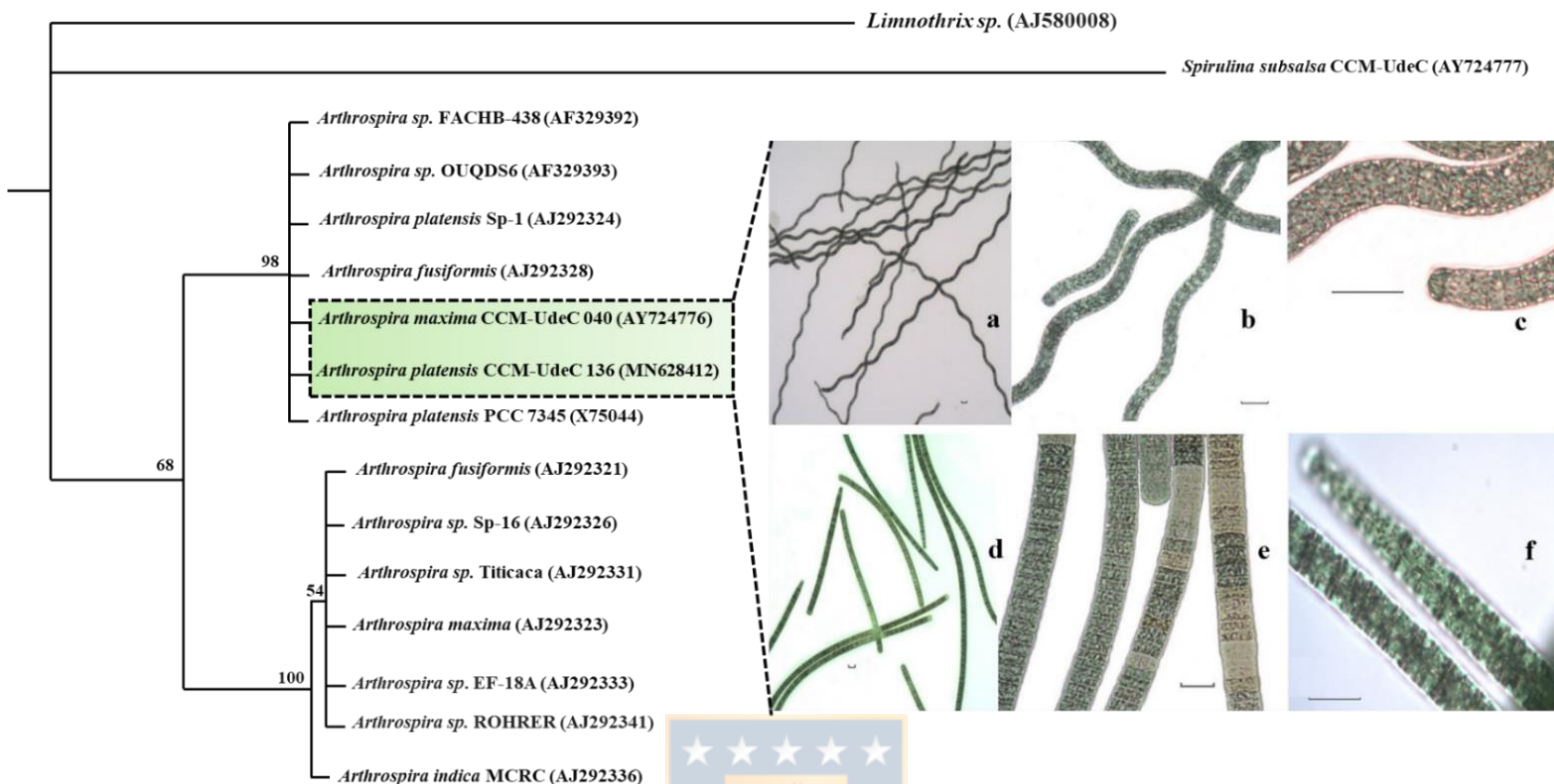 Limnothrix sp. (AJ580008)
Spirulina subsalsa CCM-UdeC (AY724777)
Arthrospira sp. FACHB-438 (AF329392)
Arthrospira sp. OUQDS6 (AF329393)
Arthrospira platensis Sp-1 (AJ292324)
98
Arthrospira fusiformis (AJ292328)
Arthrospira maxima CCM-UdeC 040 (AY724776)
Arthrospira platensis CCM-UdeC 136 (MN628412)
Arthrospira platensis PCC 7345 (X75044)
68
Arthrospira fusiformis (AJ292321)
Arthrospira sp. Sp-16 (AJ292326)
Arthrospira sp. Titicaca (AJ292331)
54
Arthrospira maxima (AJ292323)
100
Arthrospira sp. EF-18A (AJ292333)
Arthrospira sp. ROHRER (AJ292341)
Arthrospira indica MCRC (AJ292336)
a
b
c
d
e
f